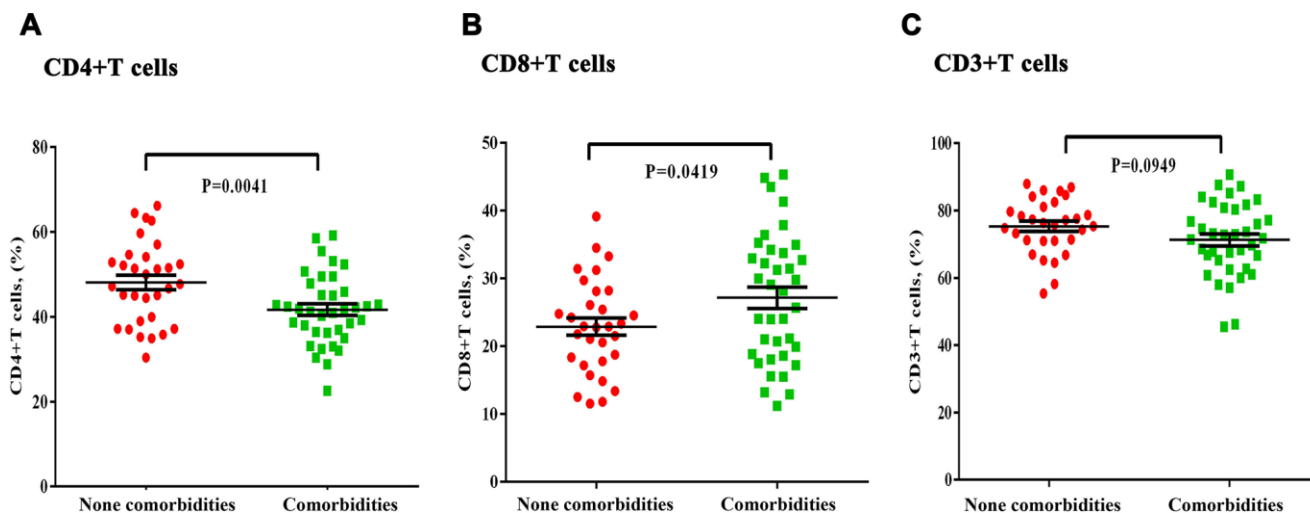 A
CD4+T cells
CD4+T cells, (%)
80
60
40
20
0
P=0.0041
None comorbidities
Comorbidities
B
CD8+T cells
CD8+T cells, (%)
50
40
30
20
10
0
P=0.0419
None comorbidities
Comorbidities
C
CD3+T cells
CD3+T cells, (%)
100
80
60
40
20
0
P=0.0949
None comorbidities
Comorbidities